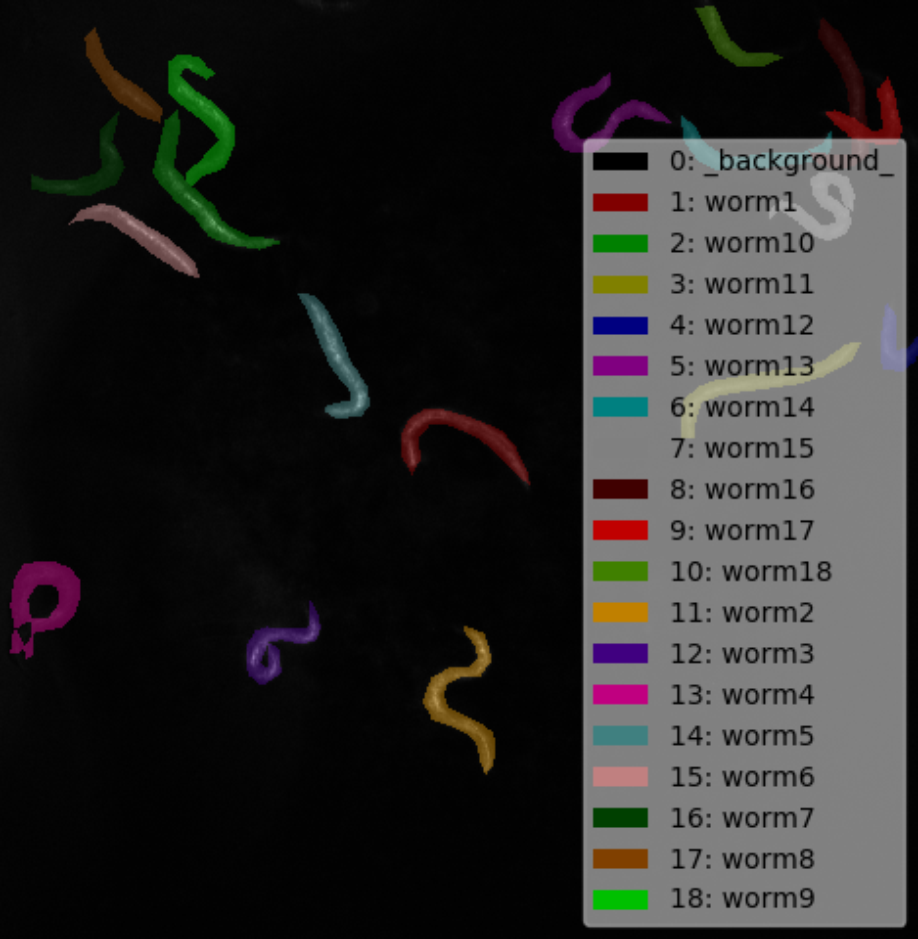 0: _background_
1: worm1
2: worm10
3: worm11
4: worm12
5: worm13
6: worm14
7: worm15
8: worm16
9: worm17
10: worm18
11: worm2
12: worm3
13: worm4
14: worm5
15: worm6
16: worm7
17: worm8
18: worm9